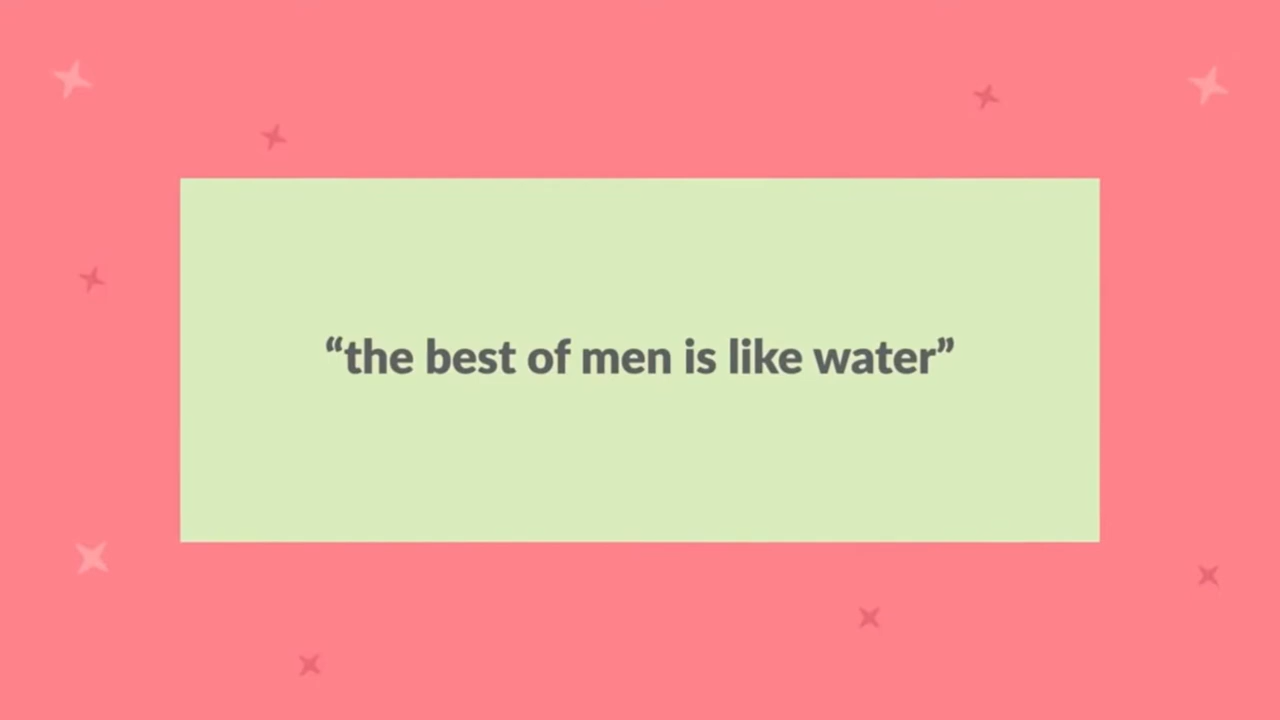 “the best of men is like water”